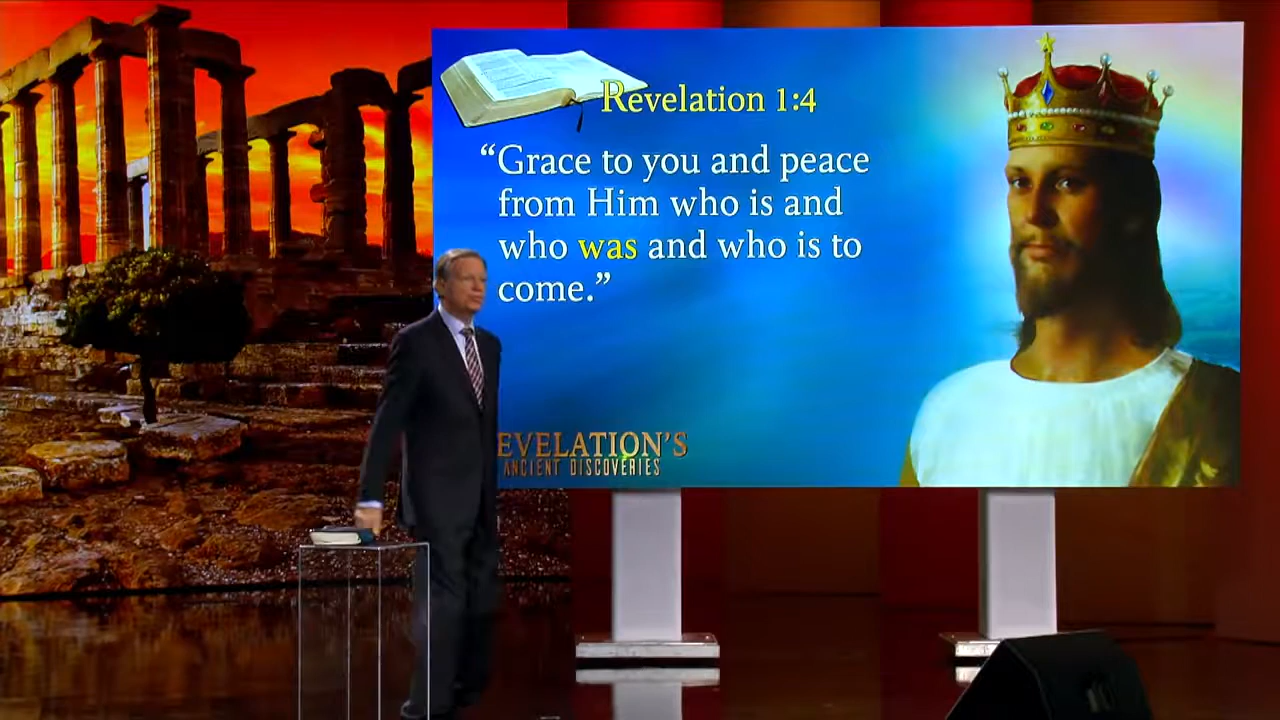 Revelation 1:4
“Grace to you and peace
from Him who is and
who was and who is to
come.”
EVELATION'S
ANCIENT DISCOVERIES